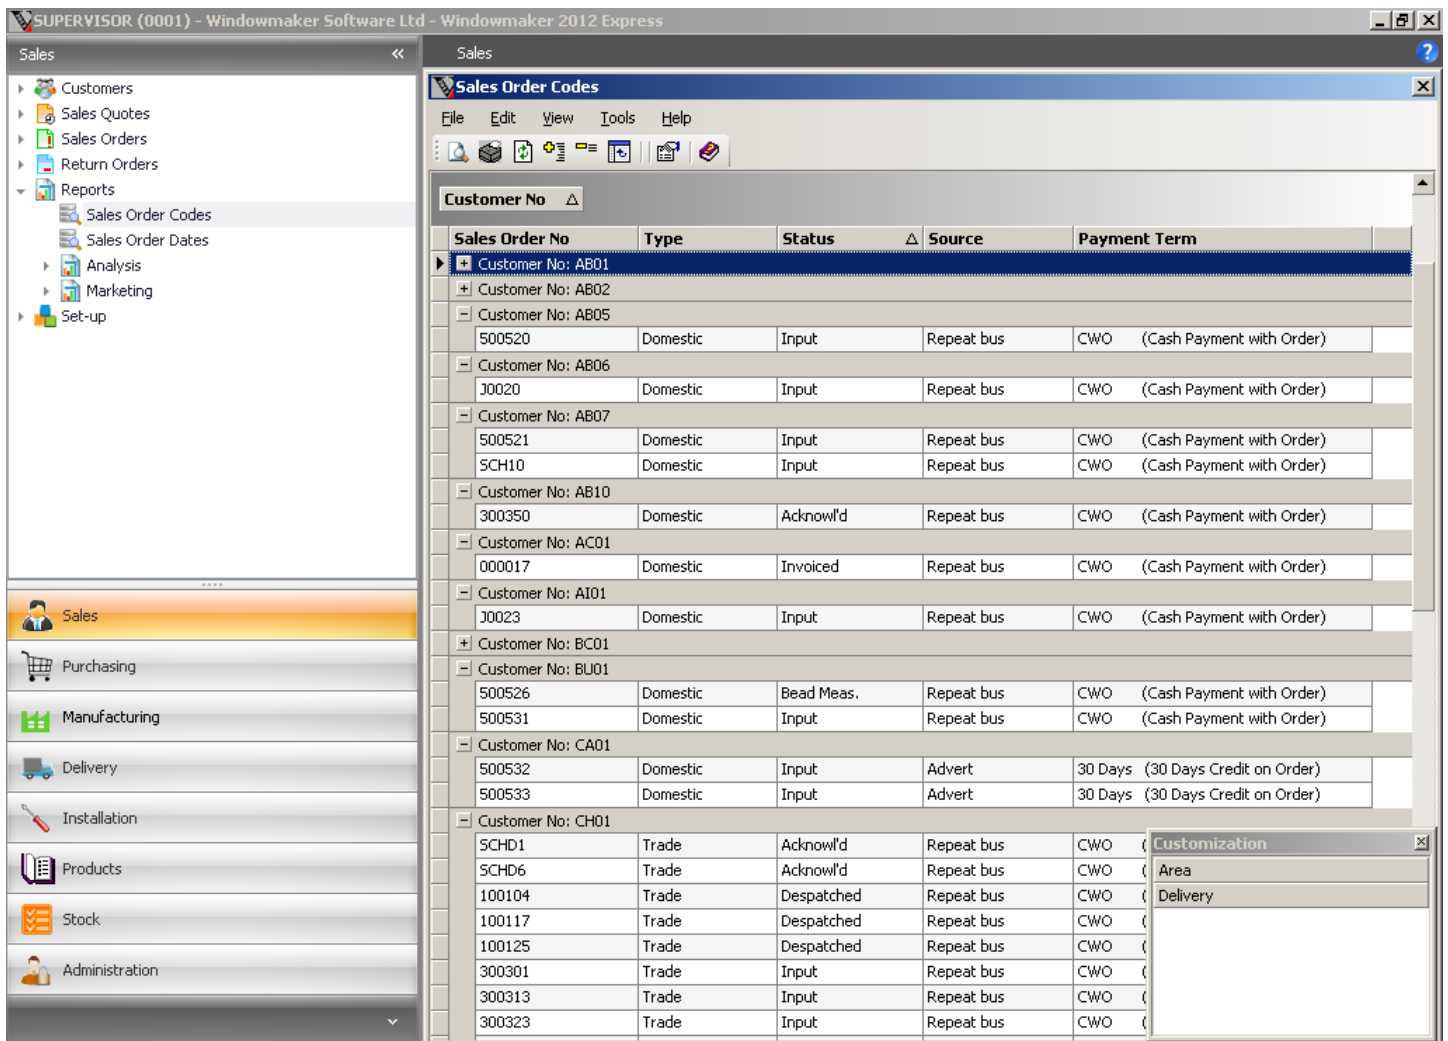 SUPERVISOR (0001) - Windowmaker Software Ltd - Windowmaker 2012 Express
Sales
Customers
Sales Quotes
Sales Orders
Return Orders
Reports
Sales Order Codes
Sales Order Dates
Analysis
Marketing
Set-up
Sales
Purchasing
Manufacturing
Delivery
Installation
Products
Stock
Administration
Sales
Sales Order Codes
File Edit View Tools Help
Customer No
Sales Order No Type Status Source Payment Term
Customer No: AB01
Customer No: AB02
Customer No: AB05
500520 Domestic Input Repeat bus CWO (Cash Payment with Order)
Customer No: AB06
J0020 Domestic Input Repeat bus CWO (Cash Payment with Order)
Customer No: AB07
500521 Domestic Input Repeat bus CWO (Cash Payment with Order)
SCH10 Domestic Input Repeat bus CWO (Cash Payment with Order)
Customer No: AB10
300350 Domestic Acknowl'd Repeat bus CWO (Cash Payment with Order)
Customer No: AC01
000017 Domestic Invoiced Repeat bus CWO (Cash Payment with Order)
Customer No: AI01
J0023 Domestic Input Repeat bus CWO (Cash Payment with Order)
Customer No: BC01
Customer No: BU01
500526 Domestic Bead Meas. Repeat bus CWO (Cash Payment with Order)
500531 Domestic Input Repeat bus CWO (Cash Payment with Order)
Customer No: CA01
500532 Domestic Input Advert 30 Days (30 Days Credit on Order)
500533 Domestic Input Advert 30 Days (30 Days Credit on Order)
Customer No: CH01
SCHD1 Trade Acknowl'd Repeat bus CWO (
SCHD6 Trade Acknowl'd Repeat bus CWO (
100104 Trade Despatched Repeat bus CWO (
100117 Trade Despatched Repeat bus CWO (
100125 Trade Despatched Repeat bus CWO (
300301 Trade Input Repeat bus CWO (
300313 Trade Input Repeat bus CWO (
300323 Trade Input Repeat bus CWO (
Customization
Area
Delivery